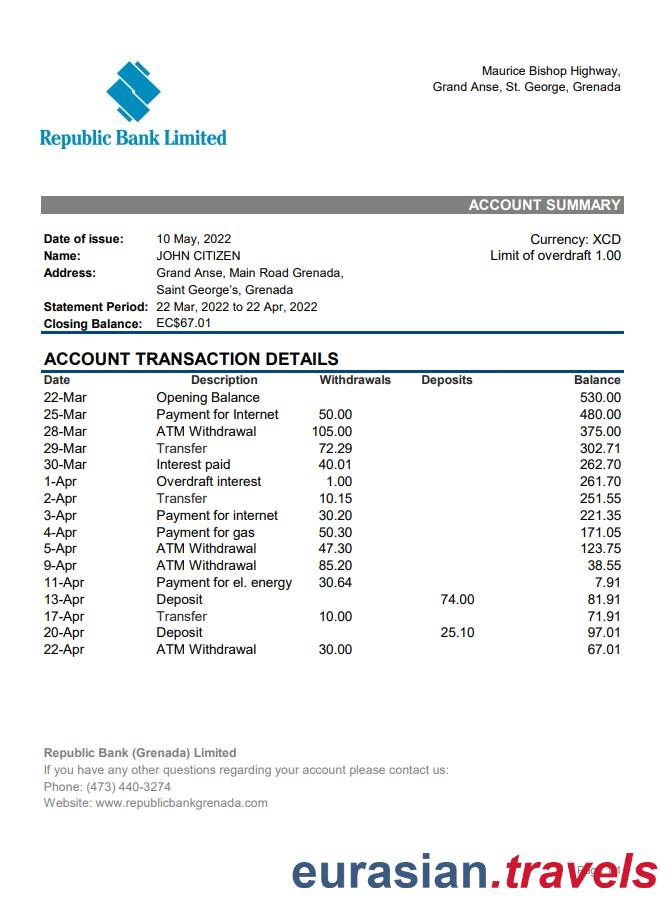 Maurice Bishop Highway,
Grand Anse, St. George, Grenada
Republic Bank Limited
ACCOUNT SUMMARY
Date of issue: 10 May, 2022 Currency: XCD
Name: JOHN CITIZEN Limit of overdraft 1.00
Address: Grand Anse, Main Road Grenada,
Saint George's, Grenada
Statement Period: 22 Mar, 2022 to 22 Apr, 2022
Closing Balance: EC$67.01
ACCOUNT TRANSACTION DETAILS
Date Description Withdrawals Deposits Balance
22-Mar Opening Balance 530.00
25-Mar Payment for Internet 50.00 480.00
28-Mar ATM Withdrawal 105.00 375.00
29-Mar Transfer 72.29 302.71
30-Mar Interest paid 40.01 262.70
1-Apr Overdraft interest 1.00 261.70
2-Apr Transfer 10.15 251.55
3-Apr Payment for internet 30.20 221.35
4-Apr Payment for gas 50.30 171.05
5-Apr ATM Withdrawal 47.30 123.75
9-Apr ATM Withdrawal 85.20 38.55
11-Apr Payment for el. energy 30.64 7.91
13-Apr Deposit 74.00 81.91
17-Apr Transfer 10.00 71.91
20-Apr Deposit 25.10 97.01
22-Apr ATM Withdrawal 30.00 67.01
Republic Bank (Grenada) Limited
If you have any other questions regarding your account please contact us:
Phone: (473) 440-3274
Website: www.republicbankgrenada.com
eurasian.travels